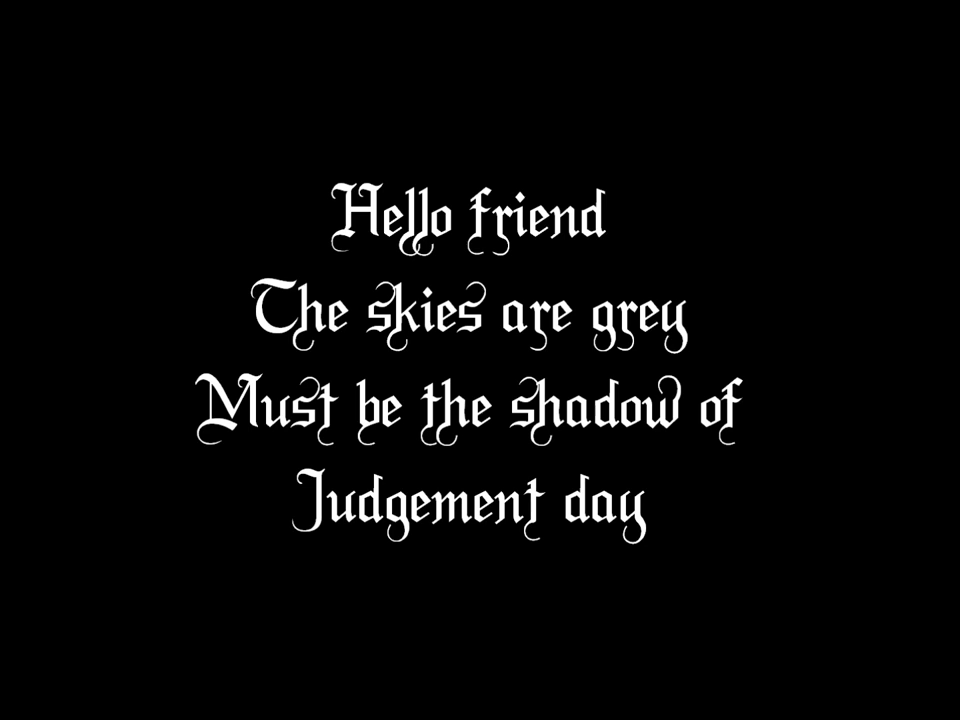 Hello friend
The skies are grey
Must be the shadow of
Judgement day